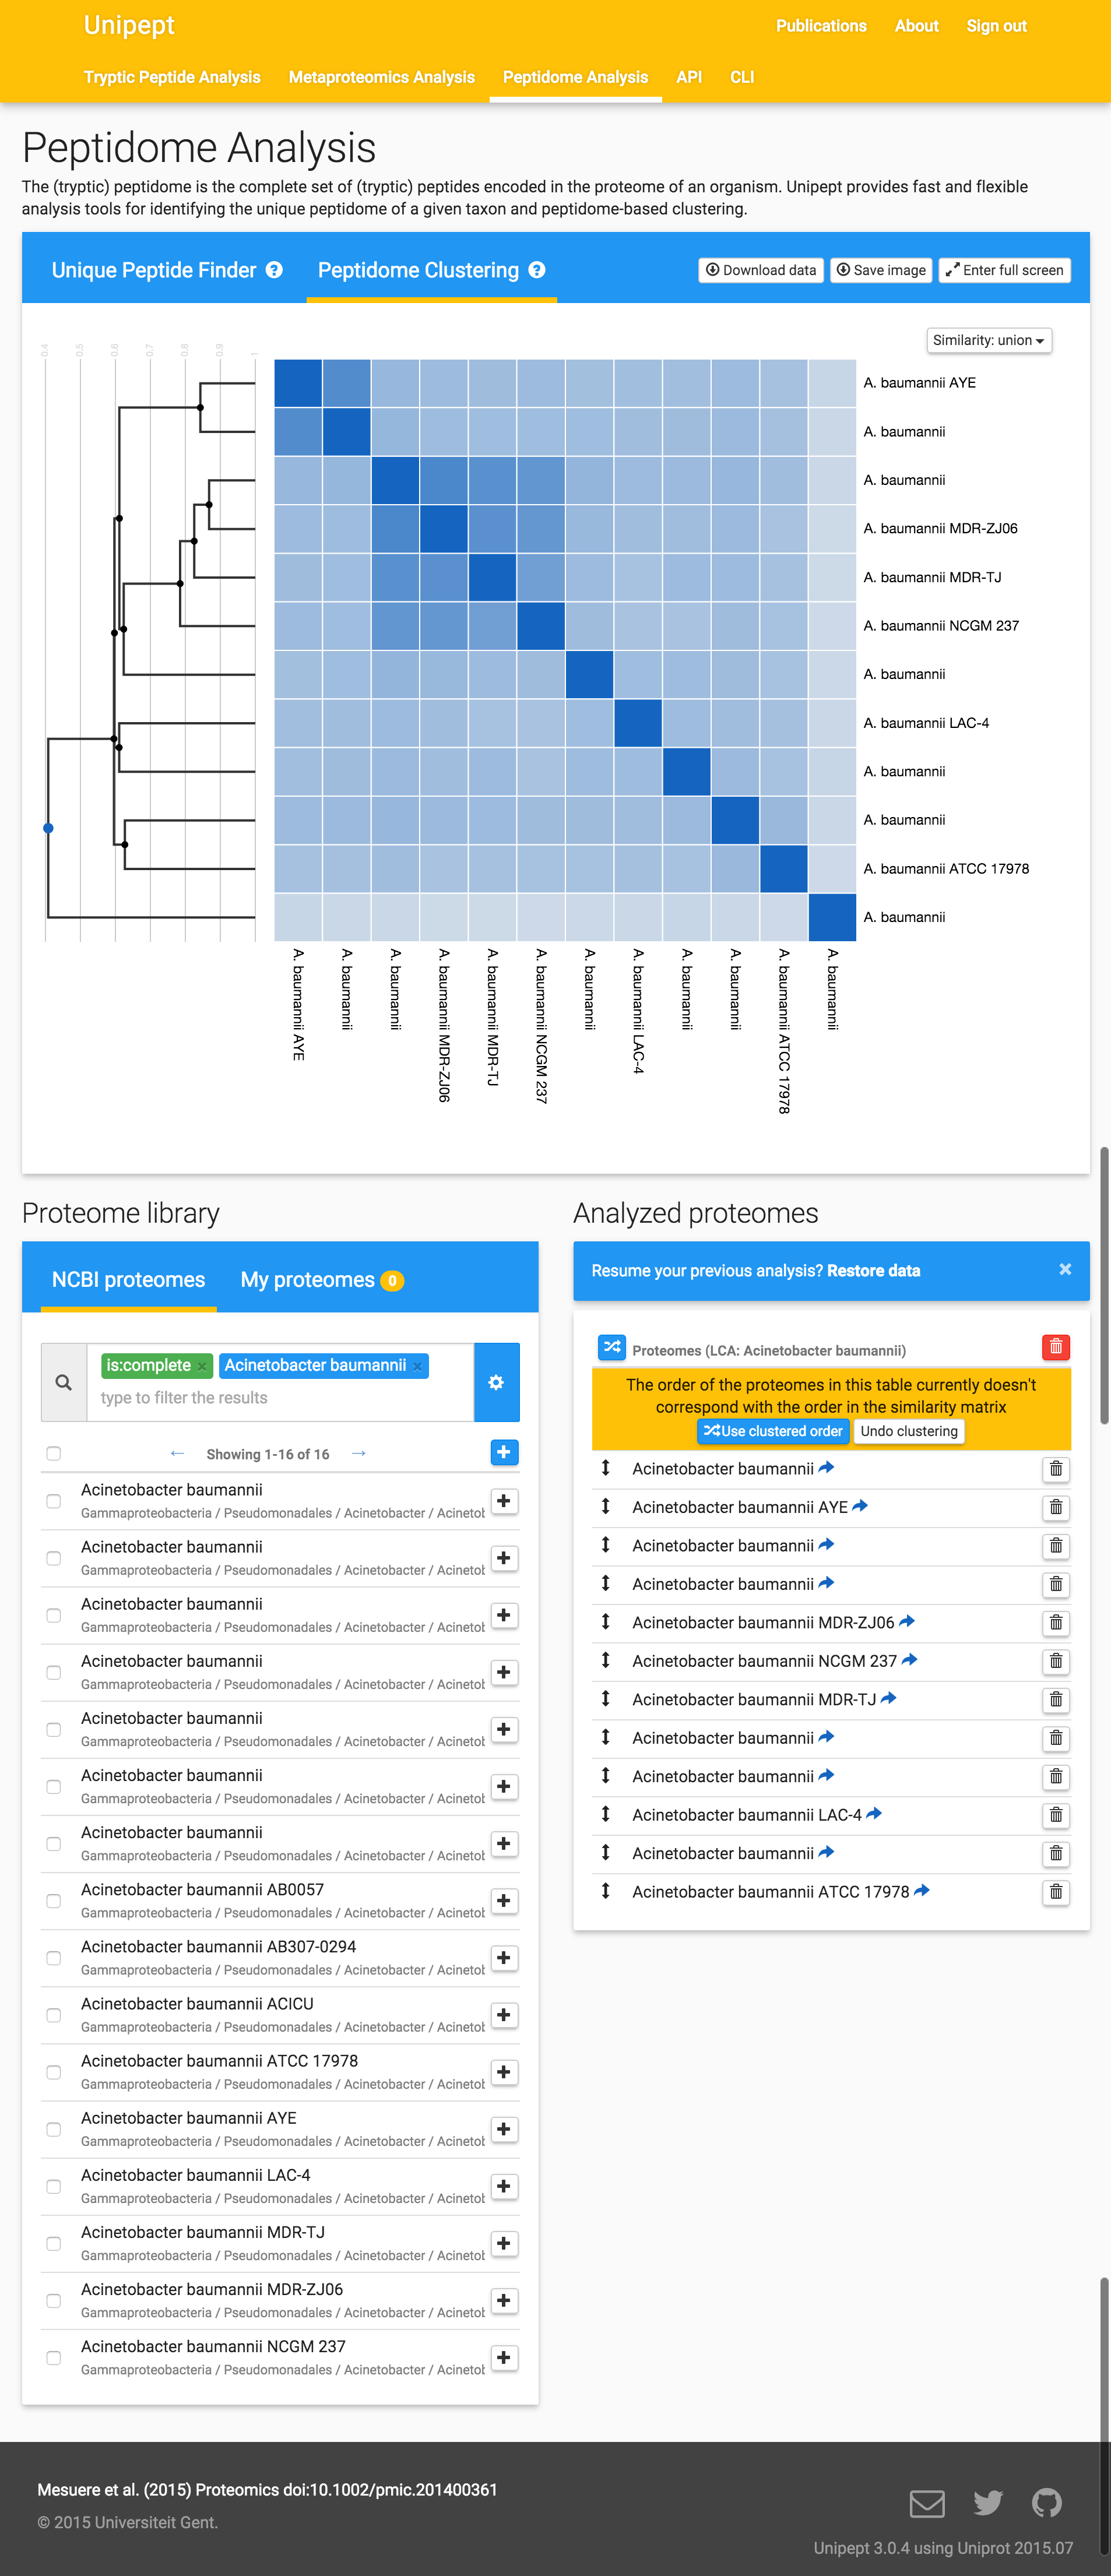 Unipept
Publications About Sign out
Tryptic Peptide Analysis Metaproteomics Analysis Peptidome Analysis API CLI
Peptidome Analysis
The (tryptic) peptidome is the complete set of (tryptic) peptides encoded in the proteome of an organism. Unipept provides fast and flexible
analysis tools for identifying the unique peptidome of a given taxon and peptidome-based clustering.
Unique Peptide Finder Peptidome Clustering Download data Save image Enter full screen
Similarity: union
0.4 0.5 0.6 0.7 0.8 0.9 1
A. baumannii AYE
A. baumannii
A. baumannii
A. baumannii MDR-ZJ06
A. baumannii MDR-TJ
A. baumannii NCGM 237
A. baumannii
A. baumannii LAC-4
A. baumannii
A. baumannii
A. baumannii ATCC 17978
A. baumannii
A. baumannii AYE
A. baumannii
A. baumannii
A. baumannii MDR-ZJ06
A. baumannii MDR-TJ
A. baumannii NCGM 237
A. baumannii
A. baumannii LAC-4
A. baumannii
A. baumannii
A. baumannii ATCC 17978
A. baumannii
Proteome library
NCBI proteomes My proteomes 0
is:complete × Acinetobacter baumannii ×
type to filter the results
← Showing 1-16 of 16 →
Acinetobacter baumannii
Gammaproteobacteria / Pseudomonadales / Acinetobacter / Acinetob
Acinetobacter baumannii
Gammaproteobacteria / Pseudomonadales / Acinetobacter / Acinetob
Acinetobacter baumannii
Gammaproteobacteria / Pseudomonadales / Acinetobacter / Acinetob
Acinetobacter baumannii
Gammaproteobacteria / Pseudomonadales / Acinetobacter / Acinetob
Acinetobacter baumannii
Gammaproteobacteria / Pseudomonadales / Acinetobacter / Acinetob
Acinetobacter baumannii
Gammaproteobacteria / Pseudomonadales / Acinetobacter / Acinetob
Acinetobacter baumannii
Gammaproteobacteria / Pseudomonadales / Acinetobacter / Acinetob
Acinetobacter baumannii AB0057
Gammaproteobacteria / Pseudomonadales / Acinetobacter / Acinetob
Acinetobacter baumannii AB307-0294
Gammaproteobacteria / Pseudomonadales / Acinetobacter / Acinetob
Acinetobacter baumannii ACICU
Gammaproteobacteria / Pseudomonadales / Acinetobacter / Acinetob
Acinetobacter baumannii ATCC 17978
Gammaproteobacteria / Pseudomonadales / Acinetobacter / Acinetob
Acinetobacter baumannii AYE
Gammaproteobacteria / Pseudomonadales / Acinetobacter / Acinetob
Acinetobacter baumannii LAC-4
Gammaproteobacteria / Pseudomonadales / Acinetobacter / Acinetob
Acinetobacter baumannii MDR-TJ
Gammaproteobacteria / Pseudomonadales / Acinetobacter / Acinetob
Acinetobacter baumannii MDR-ZJ06
Gammaproteobacteria / Pseudomonadales / Acinetobacter / Acinetob
Acinetobacter baumannii NCGM 237
Gammaproteobacteria / Pseudomonadales / Acinetobacter / Acinetob
Analyzed proteomes
Resume your previous analysis? Restore data ×
Proteomes (LCA: Acinetobacter baumannii)
The order of the proteomes in this table currently doesn't
correspond with the order in the similarity matrix
Use clustered order Undo clustering
Acinetobacter baumannii
Acinetobacter baumannii AYE
Acinetobacter baumannii
Acinetobacter baumannii
Acinetobacter baumannii MDR-ZJ06
Acinetobacter baumannii NCGM 237
Acinetobacter baumannii MDR-TJ
Acinetobacter baumannii
Acinetobacter baumannii
Acinetobacter baumannii LAC-4
Acinetobacter baumannii
Acinetobacter baumannii ATCC 17978
Mesuere et al. (2015) Proteomics doi:10.1002/pmic.201400361
© 2015 Universiteit Gent.
Unipept 3.0.4 using Uniprot 2015.07